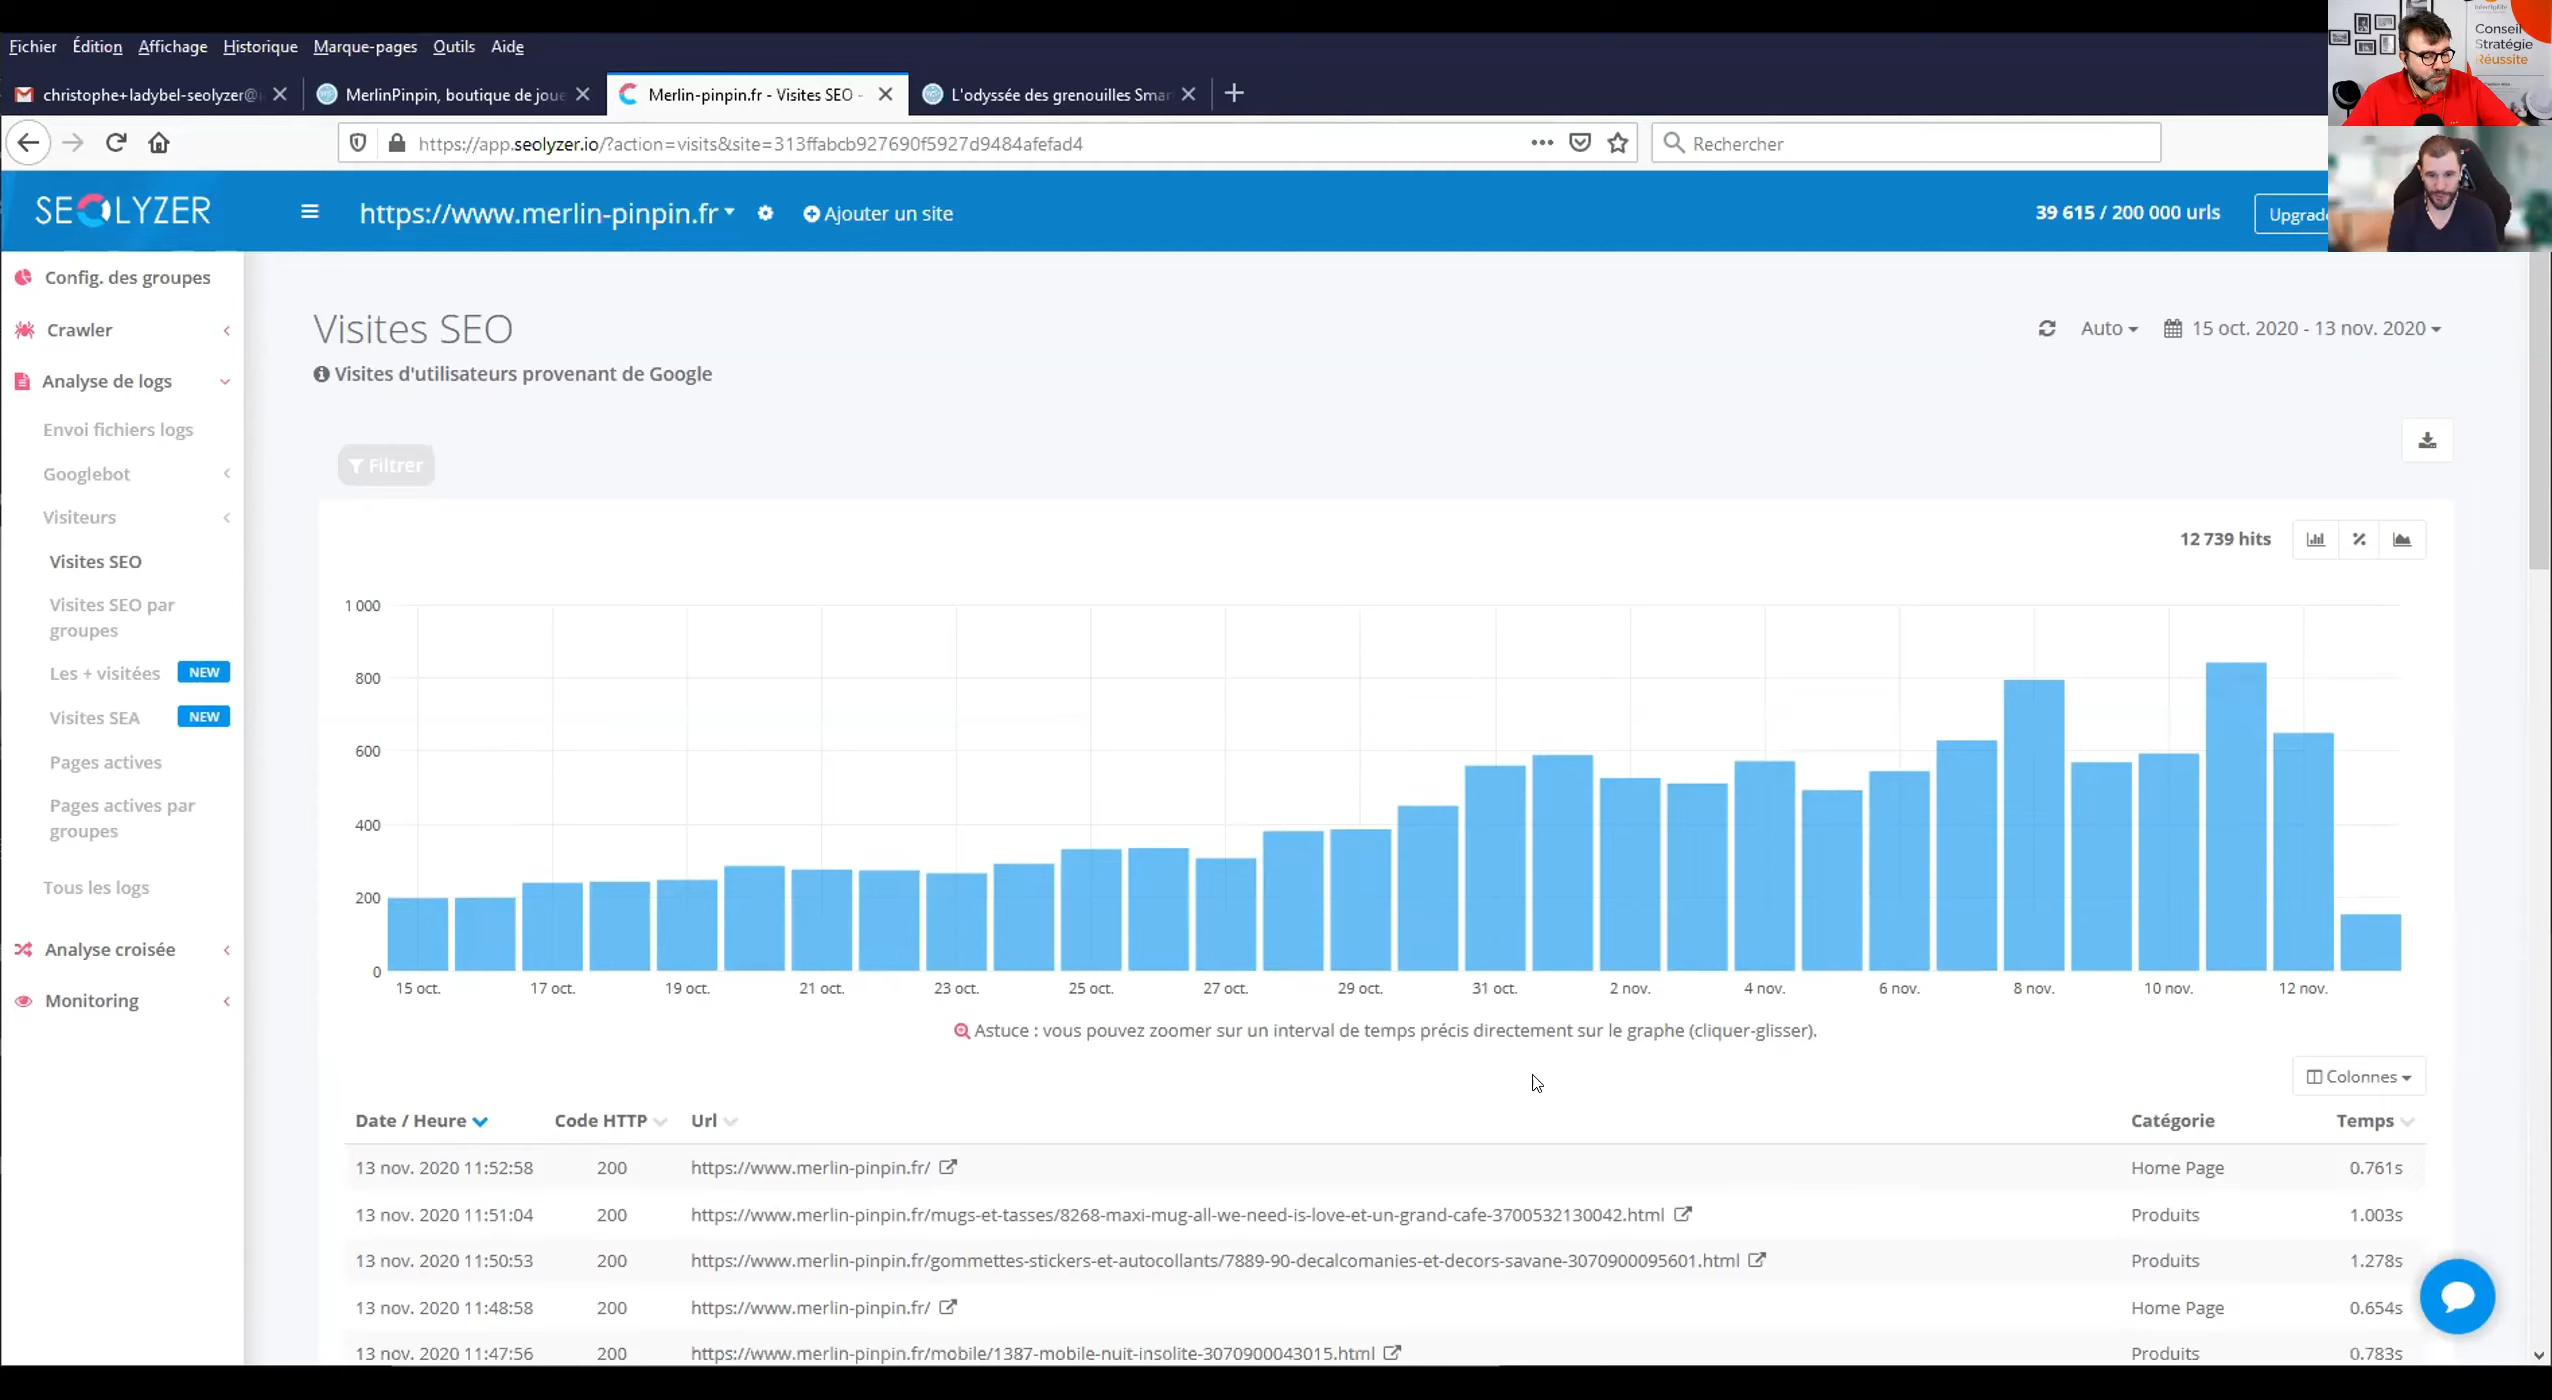 Fichier Édition Affichage Historique Marque-pages Outils Aide
Conseil
Stratégie
Réussite
christophe+ladybel-seolyzer@
MerlinPinpin, boutique de joue
Merlin-pinpin.fr - Visites SEO -
L'odyssée des grenouilles Smar
https://app.seolyzer.io/?action=visits&site=313ffabcb927690f5927d9484afefad4
Rechercher
SEOLYZER
https://www.merlin-pinpin.fr
Ajouter un site
39 615 / 200 000 urls
Upgrad
Config. des groupes
Crawler
Analyse de logs
Envoi fichiers logs
Googlebot
Visiteurs
Visites SEO
Visites SEO par
groupes
Les + visitées NEW
Visites SEA NEW
Pages actives
Pages actives par
groupes
Tous les logs
Analyse croisée
Monitoring
Visites SEO
Auto
15 oct. 2020 - 13 nov. 2020
Visites d'utilisateurs provenant de Google
Filtrer
12 739 hits
1 000
800
600
400
200
0
15 oct. 17 oct. 19 oct. 21 oct. 23 oct. 25 oct. 27 oct. 29 oct. 31 oct. 2 nov. 4 nov. 6 nov. 8 nov. 10 nov. 12 nov.
Astuce : vous pouvez zoomer sur un interval de temps précis directement sur le graphe (cliquer-glisser).
Colonnes
Date / Heure Code HTTP Url Catégorie Temps
13 nov. 2020 11:52:58 200 https://www.merlin-pinpin.fr/ Home Page 0.761s
13 nov. 2020 11:51:04 200 https://www.merlin-pinpin.fr/mugs-et-tasses/8268-maxi-mug-all-we-need-is-love-et-un-grand-cafe-3700532130042.html Produits 1.003s
13 nov. 2020 11:50:53 200 https://www.merlin-pinpin.fr/gommettes-stickers-et-autocollants/7889-90-decalcomanies-et-decors-savane-3070900095601.html Produits 1.278s
13 nov. 2020 11:48:58 200 https://www.merlin-pinpin.fr/ Home Page 0.654s
13 nov. 2020 11:47:56 200 https://www.merlin-pinpin.fr/mobile/1387-mobile-nuit-insolite-3070900043015.html Produits 0.783s